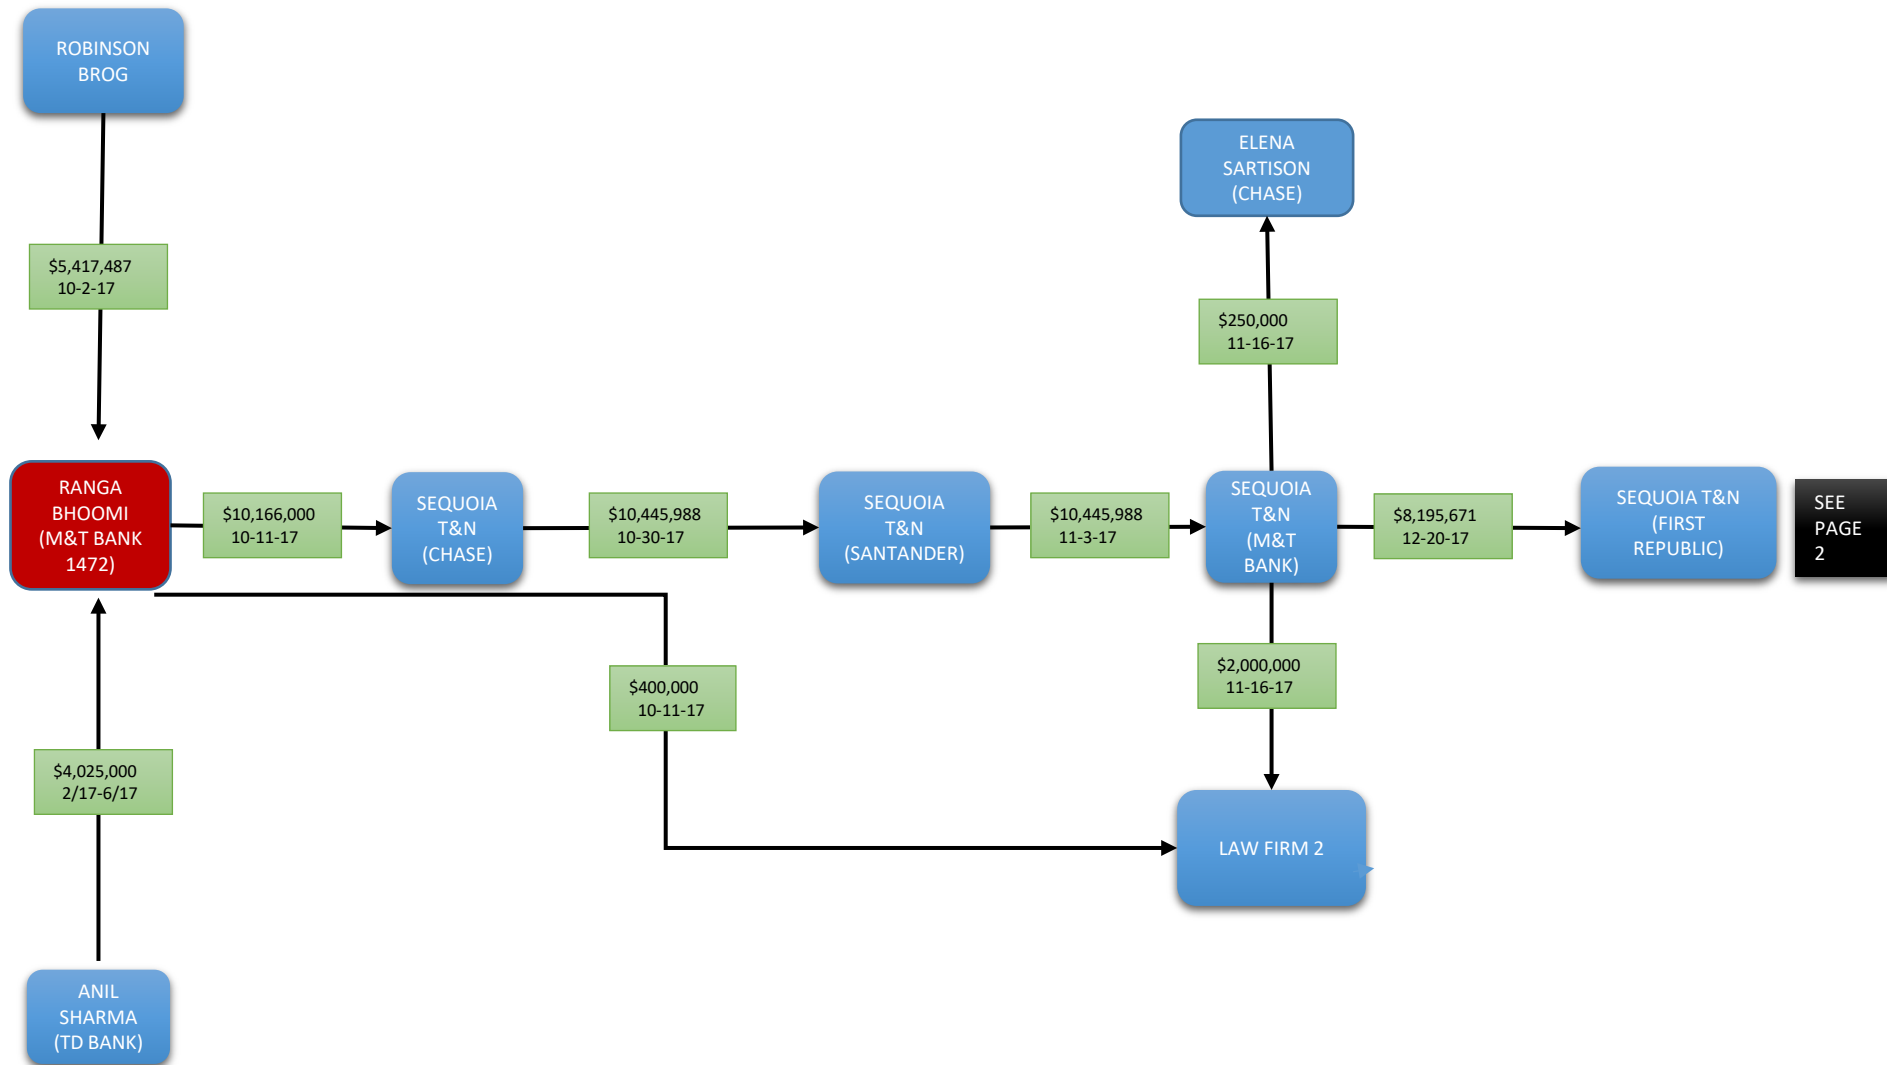 ROBINSON
BROG
ELENA
SARTISON
(CHASE)
$5,417,487
10-2-17
$250,000
11-16-17
RANGA
BHOOMI
(M&T BANK
1472)
$10,166,000
10-11-17
SEQUOIA
T&N
(CHASE)
$10,445,988
10-30-17
SEQUOIA
T&N
(SANTANDER)
$10,445,988
11-3-17
SEQUOIA
T&N
(M&T
BANK)
$8,195,671
12-20-17
SEQUOIA T&N
(FIRST
REPUBLIC)
SEE
PAGE
2
$400,000
10-11-17
$2,000,000
11-16-17
$4,025,000
2/17-6/17
LAW FIRM 2
ANIL
SHARMA
(TD BANK)